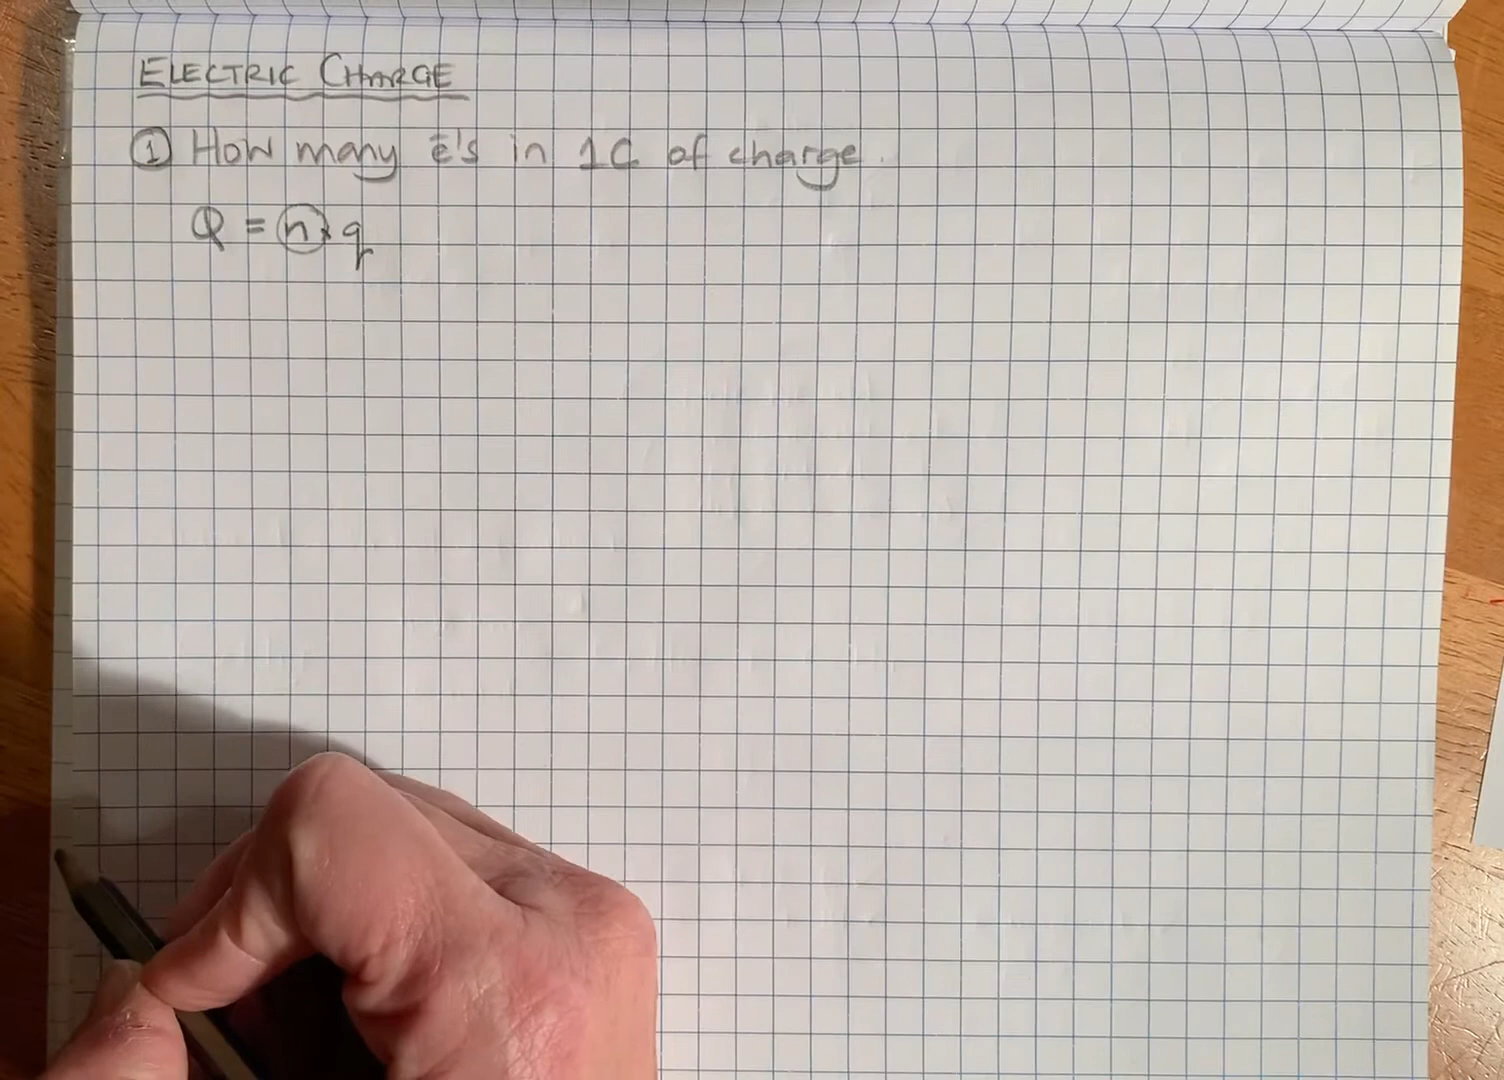 ELECTRIC CHARGE
① How many ē's in 1C of charge.
Q = n × q